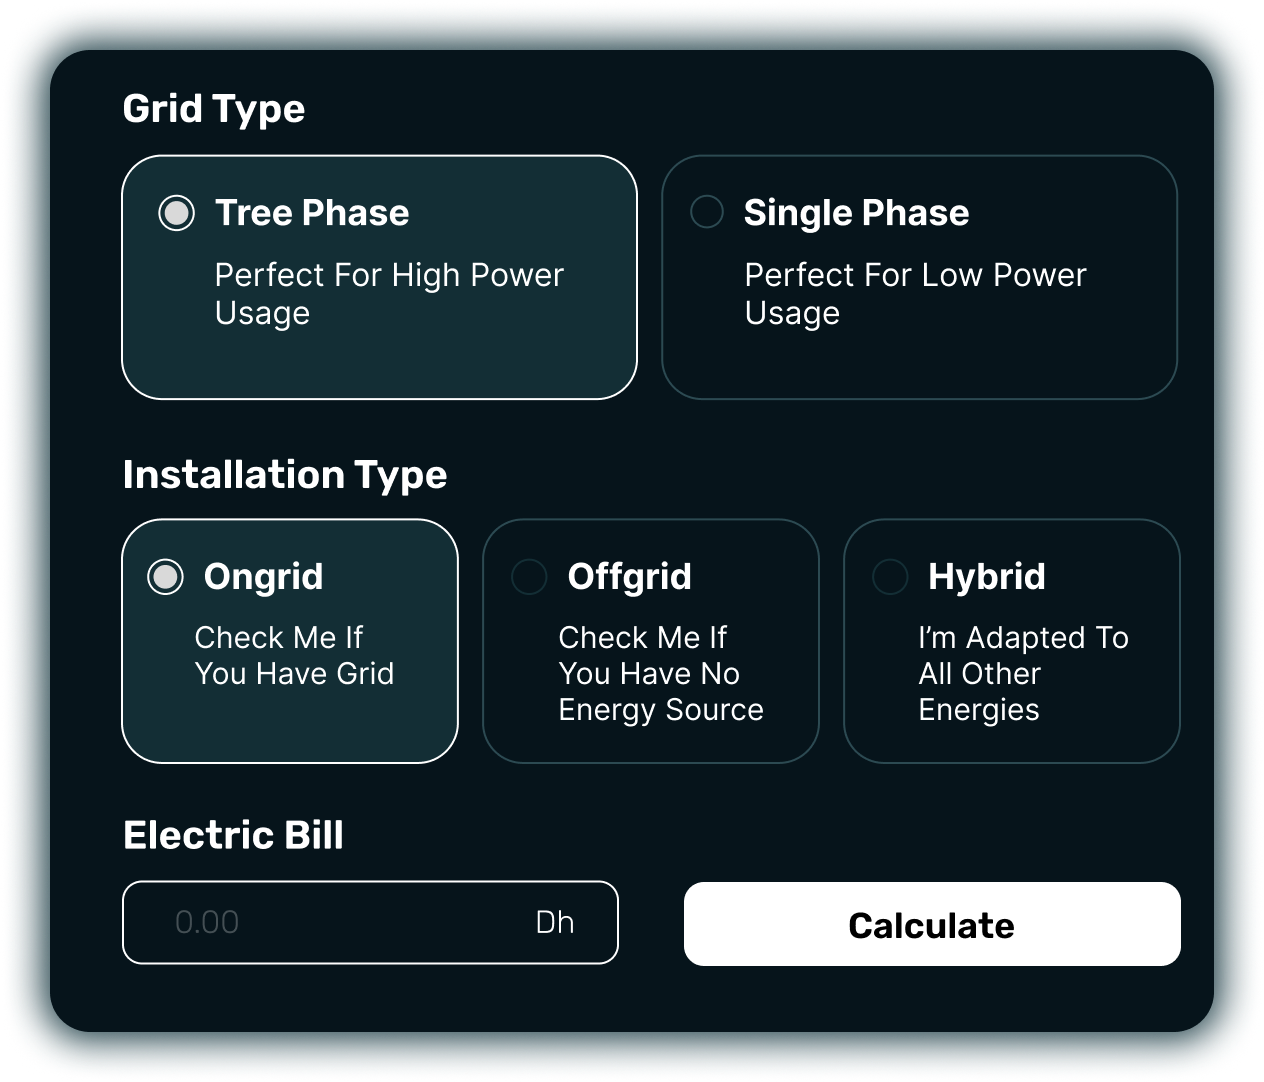 Grid Type
Tree Phase
Perfect For High Power
Usage
Single Phase
Perfect For Low Power
Usage
Installation Type
Ongrid
Check Me If
You Have Grid
Offgrid
Check Me If
You Have No
Energy Source
Hybrid
I’m Adapted To
All Other
Energies
Electric Bill
0.00 Dh
Calculate